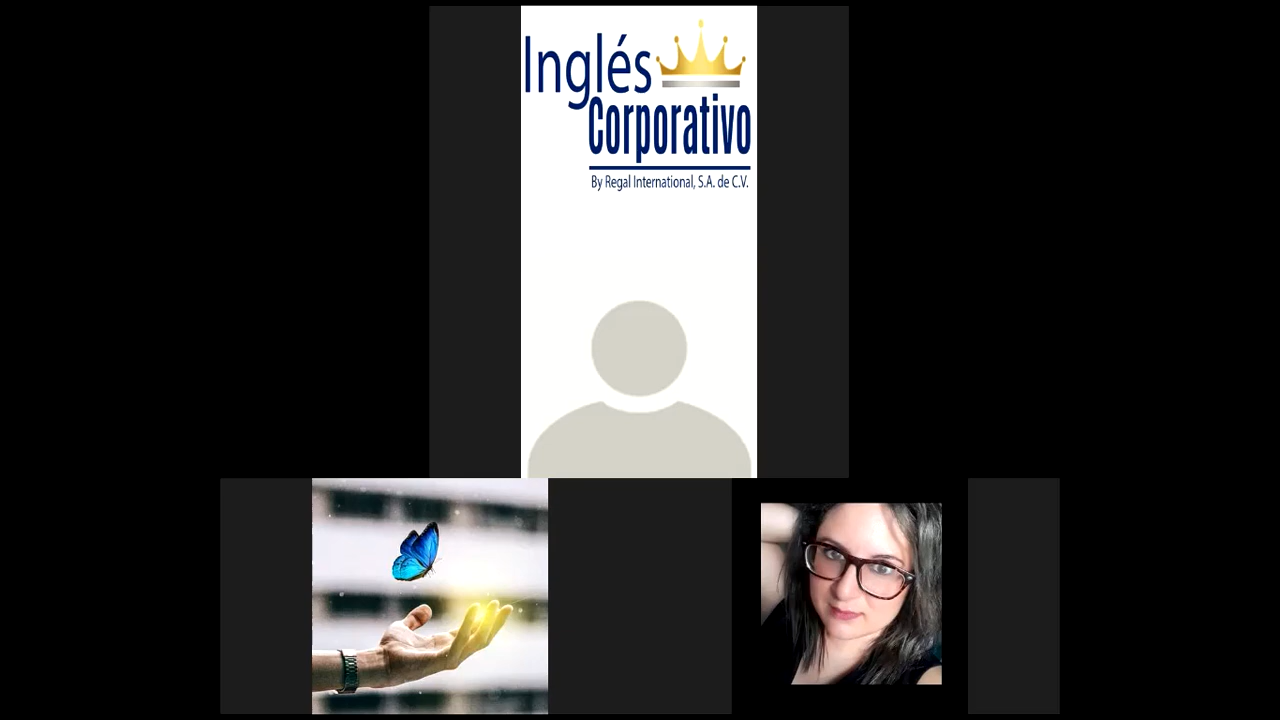 Inglés
Corporativo
By Regal International, S.A. de C.V.